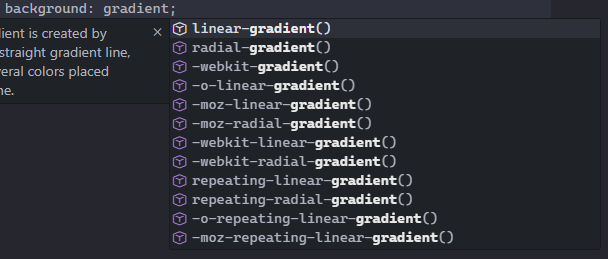 background: gradient;
dient is created by
straight gradient line,
veral colors placed
ne.
linear-gradient()
radial-gradient()
-webkit-gradient()
-o-linear-gradient()
-moz-linear-gradient()
-moz-radial-gradient()
-webkit-linear-gradient()
-webkit-radial-gradient()
repeating-linear-gradient()
repeating-radial-gradient()
-o-repeating-linear-gradient()
-moz-repeating-linear-gradient()